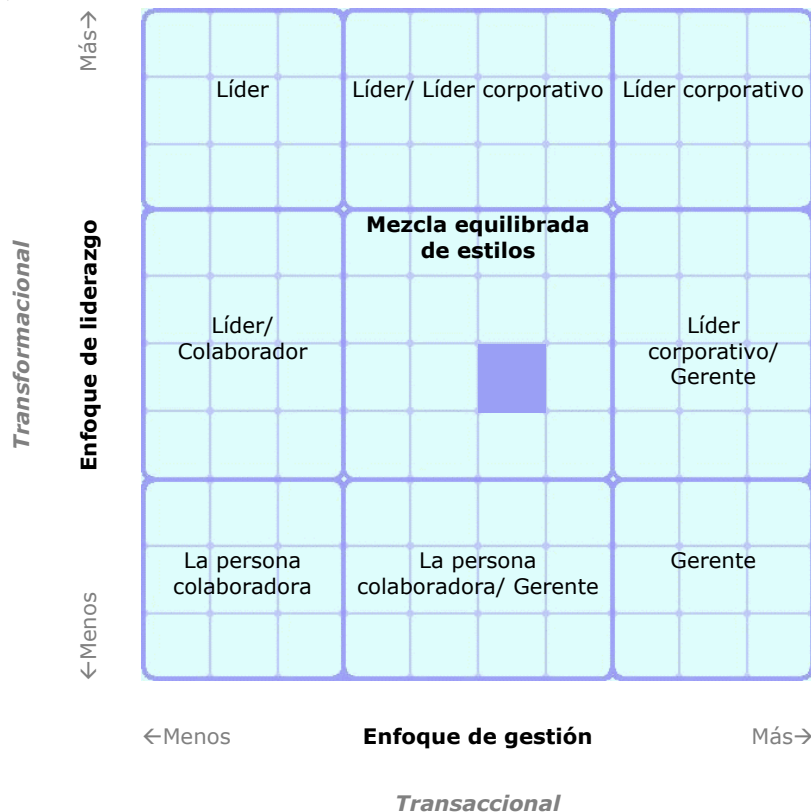 Más→
Líder
Líder/ Líder corporativo
Líder corporativo
Mezcla equilibrada
de estilos
Transformacional
Enfoque de liderazgo
Líder/
Colaborador
Líder
corporativo/
Gerente
La persona
colaboradora
La persona
colaboradora/ Gerente
Gerente
←Menos
←Menos
Enfoque de gestión
Más→
Transaccional